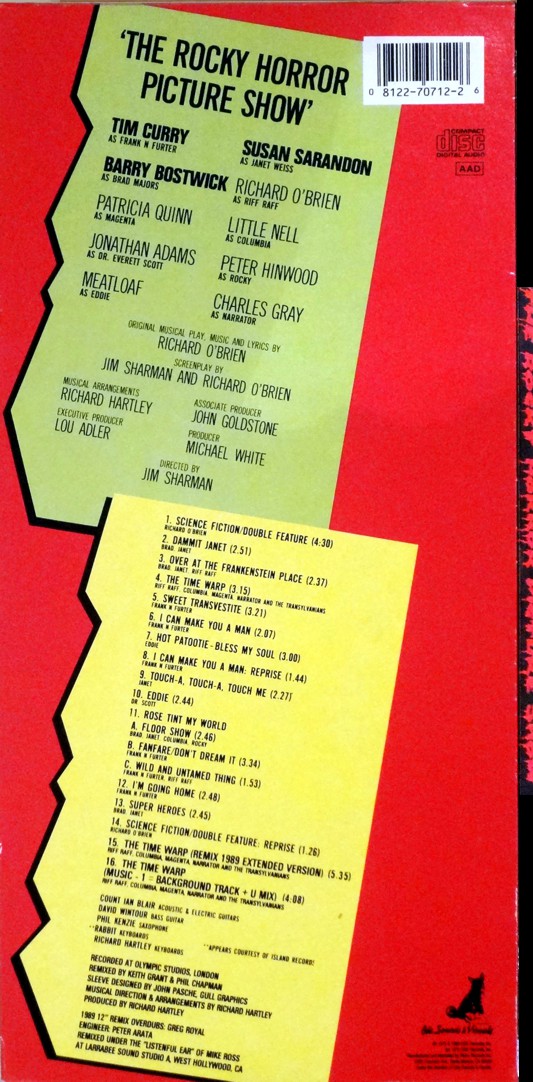 'THE ROCKY HORROR
PICTURE SHOW'
0 8122-70712-2 6
COMPACT
disc
DIGITAL AUDIO
AAD
TIM CURRY
AS FRANK N FURTER
SUSAN SARANDON
AS JANET WEISS
BARRY BOSTWICK
AS BRAD MAJORS
RICHARD O'BRIEN
AS RIFF RAFF
PATRICIA QUINN
AS MAGENTA
LITTLE NELL
AS COLUMBIA
JONATHAN ADAMS
AS DR. EVERETT SCOTT
PETER HINWOOD
AS ROCKY
MEATLOAF
AS EDDIE
CHARLES GRAY
AS NARRATOR
ORIGINAL MUSICAL PLAY, MUSIC AND LYRICS BY
RICHARD O'BRIEN
SCREENPLAY BY
JIM SHARMAN AND RICHARD O'BRIEN
MUSICAL ARRANGEMENTS
RICHARD HARTLEY
ASSOCIATE PRODUCER
JOHN GOLDSTONE
EXECUTIVE PRODUCER
LOU ADLER
PRODUCER
MICHAEL WHITE
DIRECTED BY
JIM SHARMAN
1. SCIENCE FICTION/DOUBLE FEATURE (4:30)
RICHARD O'BRIEN
2. DAMMIT JANET (2.51)
BRAD, JANET
3. OVER AT THE FRANKENSTEIN PLACE (2.37)
BRAD, JANET, RIFF RAFF
4. THE TIME WARP (3.15)
RIFF RAFF, COLUMBIA, MAGENTA, NARRATOR AND THE TRANSYLVANIANS
5. SWEET TRANSVESTITE (3.21)
FRANK N FURTER
6. I CAN MAKE YOU A MAN (2.07)
FRANK N FURTER
7. HOT PATOOTIE-BLESS MY SOUL (3.00)
EDDIE
8. I CAN MAKE YOU A MAN: REPRISE (1.44)
FRANK N FURTER
9. TOUCH-A, TOUCH-A, TOUCH ME (2.27)
JANET
10. EDDIE (2.44)
DR. SCOTT
11. ROSE TINT MY WORLD
A. FLOOR SHOW (2.46)
BRAD, JANET, COLUMBIA, ROCKY
B. FANFARE/DON'T DREAM IT (3.34)
FRANK N FURTER
C. WILD AND UNTAMED THING (1.53)
FRANK N FURTER, RIFF RAFF
12. I'M GOING HOME (2.48)
FRANK N FURTER
13. SUPER HEROES (2.45)
BRAD, JANET
14. SCIENCE FICTION/DOUBLE FEATURE: REPRISE (1.26)
RICHARD O'BRIEN
15. THE TIME WARP (REMIX 1989 EXTENDED VERSION) (5.35)
RIFF RAFF, COLUMBIA, MAGENTA, NARRATOR AND THE TRANSYLVANIANS
16. THE TIME WARP
(MUSIC - 1 = BACKGROUND TRACK + U MIX) (4:08)
RIFF RAFF, COLUMBIA, MAGENTA, NARRATOR AND THE TRANSYLVANIANS
COUNT IAN BLAIR ACOUSTIC & ELECTRIC GUITARS
DAVID WINTOUR BASS GUITAR
PHIL KENZIE SAXOPHONE
**RABBIT KEYBOARDS
RICHARD HARTLEY KEYBOARDS
**APPEARS COURTESY OF ISLAND RECORD!
RECORDED AT OLYMPIC STUDIOS, LONDON
REMIXED BY KEITH GRANT & PHIL CHAPMAN
SLEEVE DESIGNED BY JOHN PASCHE, GULL GRAPHICS
MUSICAL DIRECTION & ARRANGEMENTS BY RICHARD HARTLEY
PRODUCED BY RICHARD HARTLEY
1989 12" REMIX OVERDUBS: GREG ROYAL
ENGINEER: PETER ARATA
REMIXED UNDER THE "LISTENFUL EAR" OF MIKE ROSS
AT LARRABEE SOUND STUDIO A, WEST HOLLYWOOD, CA